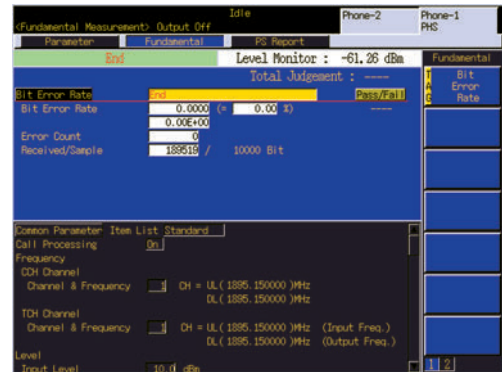 Idle
Phone-2
Phone-1
PHS
<Fundamental Measurement> Output Off
Parameter Fundamental PS Report
End Level Monitor : -61.26 dBm Fundamental
Total Judgement : ----
TAG Bit Error Rate
Bit Error Rate End Pass/Fail
Bit Error Rate 0.0000 (= 0.00 %) ----
0.00E+00
Error Count 0
Received/Sample 189519 / 10000 Bit
Common Parameter Item List Standard
Call Processing On
Frequency
CCH Channel
Channel & Frequency 1 CH = UL( 1895.150000 )MHz
DL( 1895.150000 )MHz
TCH Channel
Channel & Frequency 1 CH = UL( 1895.150000 )MHz (Input Freq.)
DL( 1895.150000 )MHz (Output Freq.)
Level
Input Level 10.0 dBm
1 2